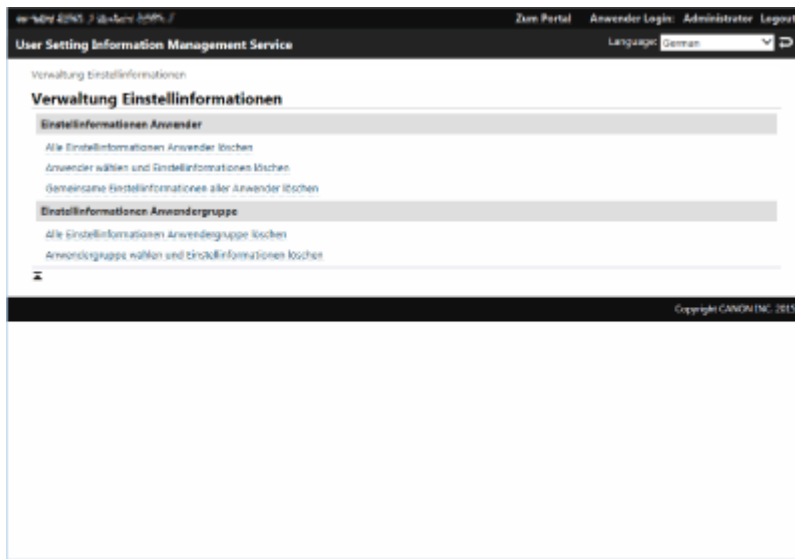 Zum Portal Anwender Login: Administrator Logout
User Setting Information Management Service Language: German
Verwaltung Einstellinformationen
Verwaltung Einstellinformationen
Einstellinformationen Anwender
Alle Einstellinformationen Anwender löschen
Anwender wählen und Einstellinformationen löschen
Gemeinsame Einstellinformationen aller Anwender löschen
Einstellinformationen Anwendergruppe
Alle Einstellinformationen Anwendergruppe löschen
Anwendergruppe wählen und Einstellinformationen löschen
Copyright CANON INC. 2015